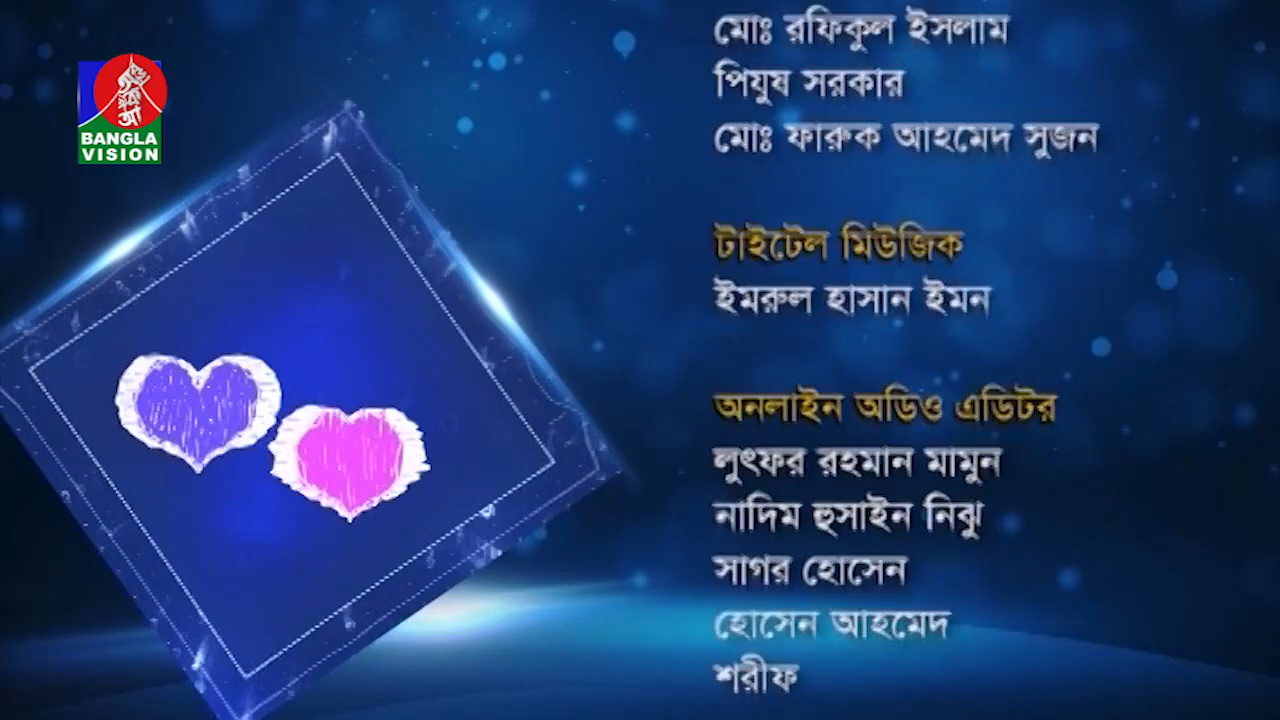 BANGLA
VISION
মোঃ রফিকুল ইসলাম
পিযুষ সরকার
মোঃ ফারুক আহমেদ সুজন
টাইটেল মিউজিক
ইমরুল হাসান ইমন
অনলাইন অডিও এডিটর
লুৎফর রহমান মামুন
নাদিম হুসাইন নিঝু
সাগর হোসেন
হোসেন আহমেদ
শরীফ